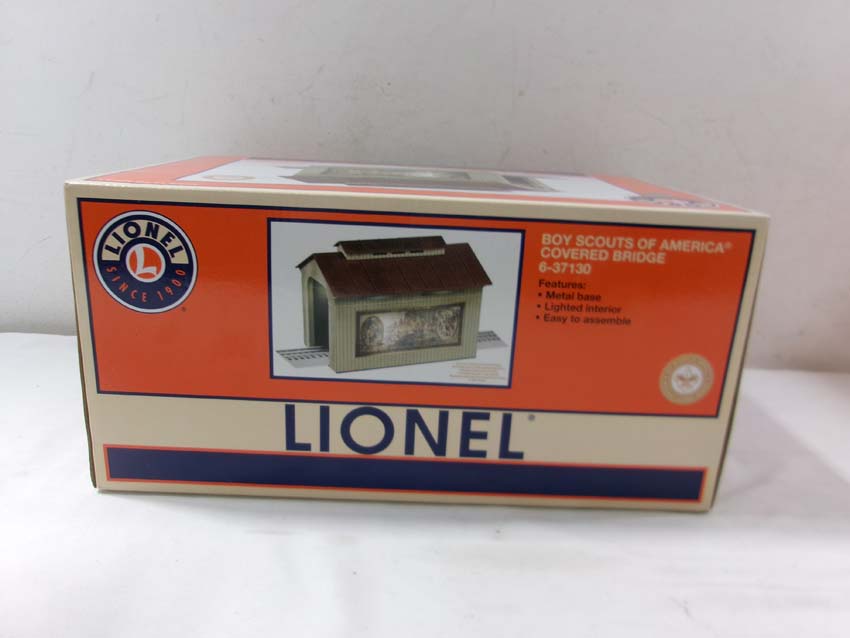 LIONEL
L
SINCE 1900
®
BOY SCOUTS OF AMERICA®
COVERED BRIDGE
6-37130
Features:
• Metal base
• Lighted interior
• Easy to assemble
LIONEL®